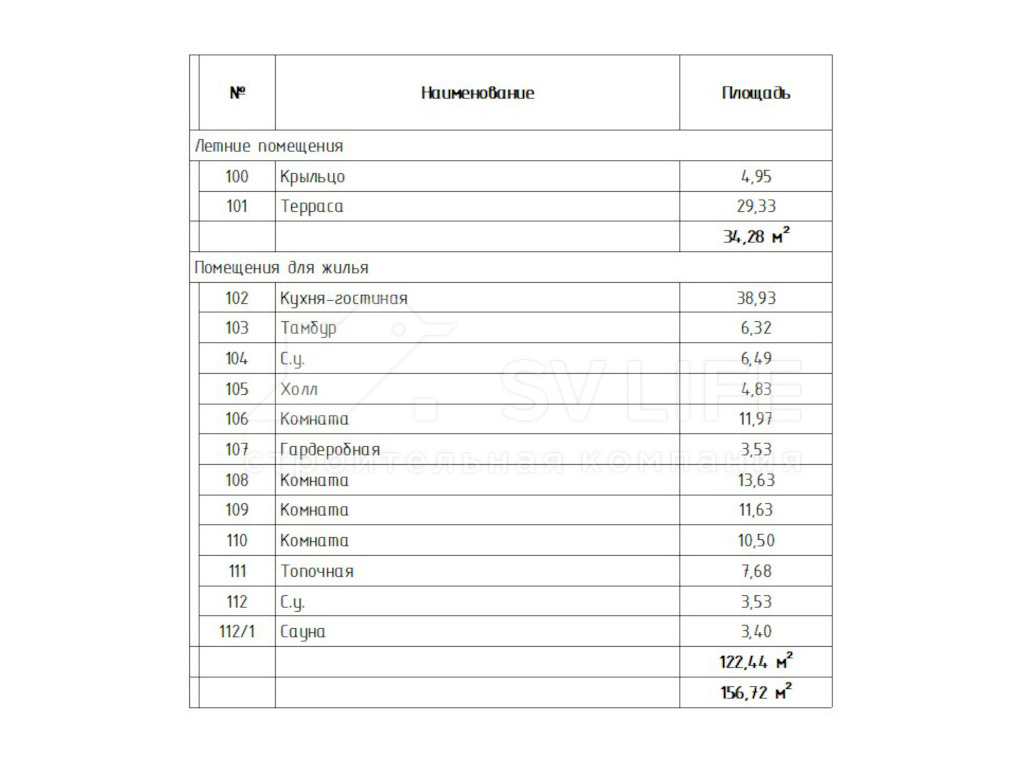 № Наименование Площадь
Летние помещения
100 Крыльцо 4,95
101 Терраса 29,33
34,28 м²
Помещения для жилья
102 Кухня-гостиная 38,93
103 Тамбур 6,32
104 С.у. 6,49
SV LIFE
105 Холл 4,83
106 Комната 11,97
107 Гардеробная 3,53
строительная компания
108 Комната 13,63
109 Комната 11,63
110 Комната 10,50
111 Топочная 7,68
112 С.у. 3,53
112/1 Сауна 3,40
122,44 м²
156,72 м²